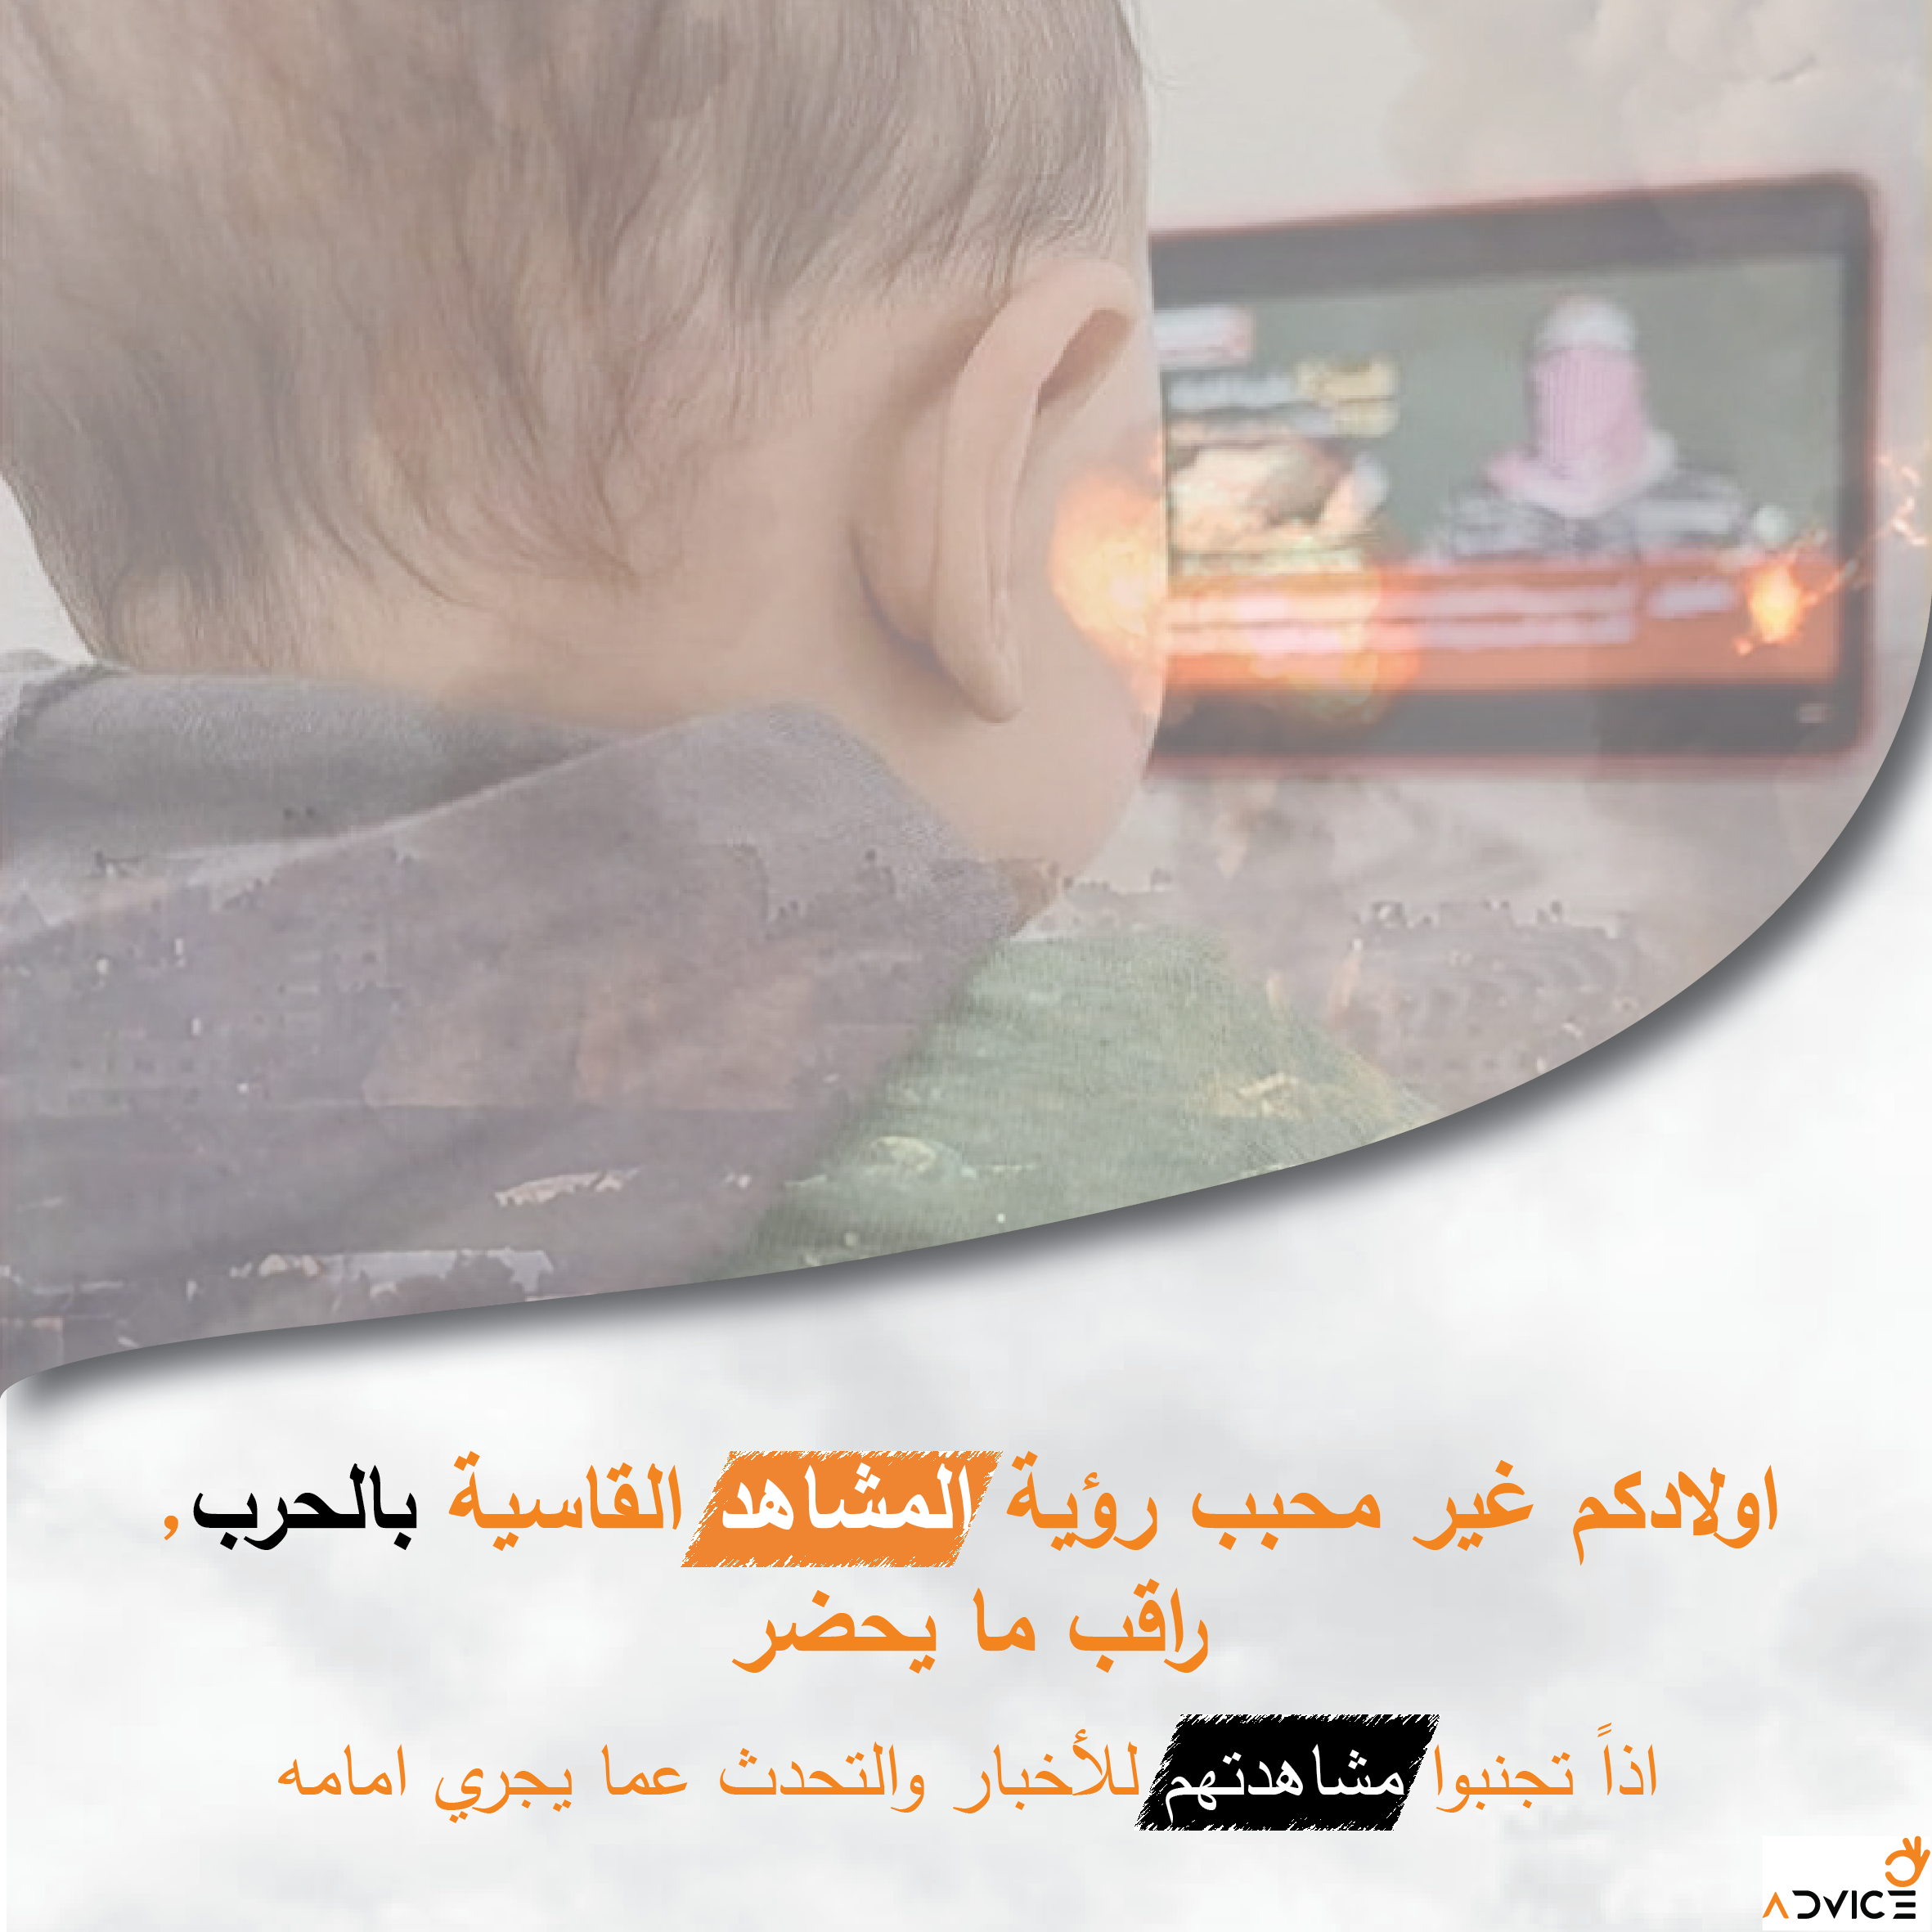 اولادكم غير محبب رؤية المشاهد القاسية بالحرب,
راقب ما يحضر
اذاً تجنبوا مشاهدتهم للأخبار والتحدث عما يجري امامه
ADVICE